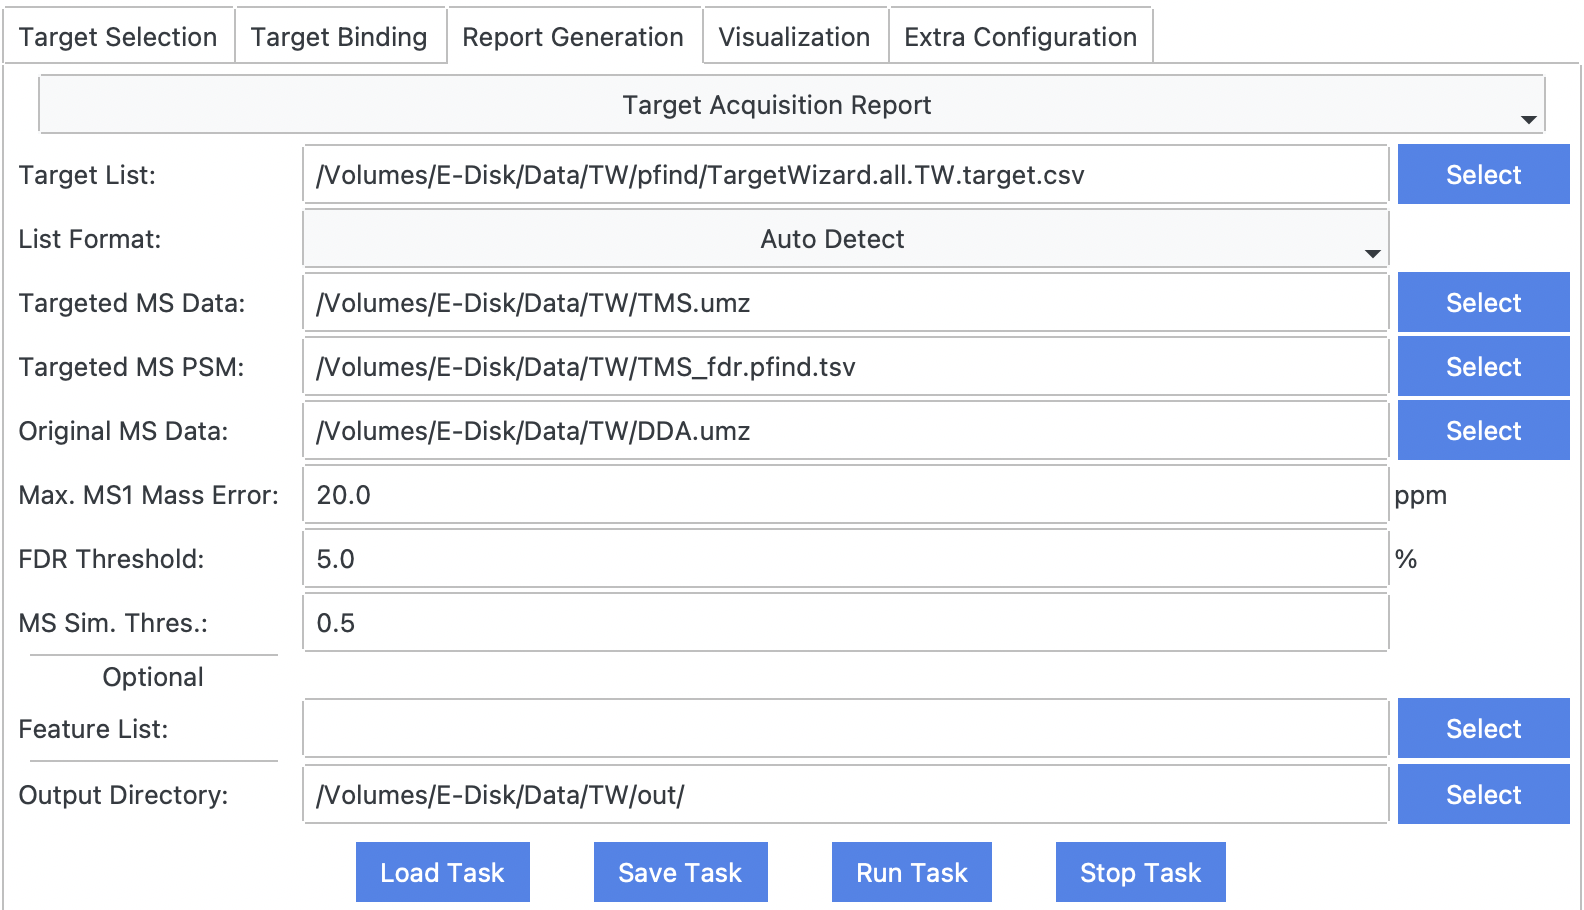 Target Selection Target Binding Report Generation Visualization Extra Configuration
Target Acquisition Report
Target List: /Volumes/E-Disk/Data/TW/pfind/TargetWizard.all.TW.target.csv Select
List Format: Auto Detect
Targeted MS Data: /Volumes/E-Disk/Data/TW/TMS.umz Select
Targeted MS PSM: /Volumes/E-Disk/Data/TW/TMS_fdr.pfind.tsv Select
Original MS Data: /Volumes/E-Disk/Data/TW/DDA.umz Select
Max. MS1 Mass Error: 20.0 ppm
FDR Threshold: 5.0 %
MS Sim. Thres.: 0.5
Optional
Feature List: Select
Output Directory: /Volumes/E-Disk/Data/TW/out/ Select
Load Task Save Task Run Task Stop Task